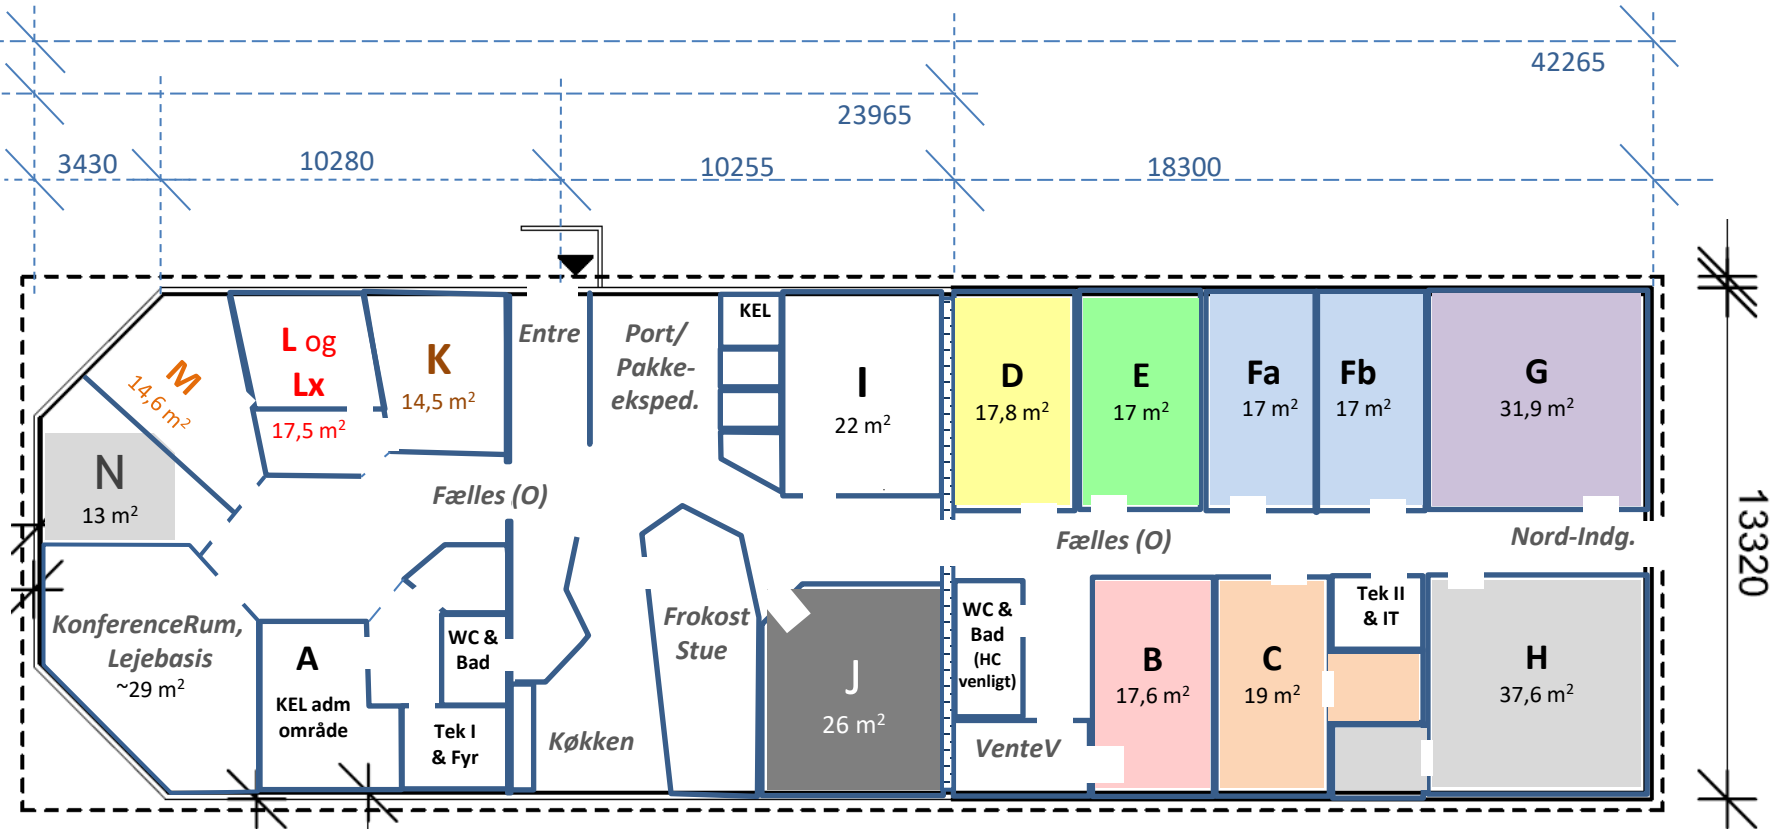 42265
23965
3430
10280
10255
18300
13320
Entre
Port/
Pakke-
eksped.
KEL
L og
Lx
17,5 m²
K
14,5 m²
M
14,6 m²
N
13 m²
I
22 m²
D
17,8 m²
E
17 m²
Fa
17 m²
Fb
17 m²
G
31,9 m²
Fælles (O)
Fælles (O)
Nord-Indg.
KonferenceRum,
Lejebasis
~29 m²
A
KEL adm
område
WC &
Bad
Tek I
& Fyr
Køkken
Frokost
Stue
J
26 m²
WC &
Bad
(HC
venligt)
VenteV
B
17,6 m²
C
19 m²
Tek II
& IT
H
37,6 m²